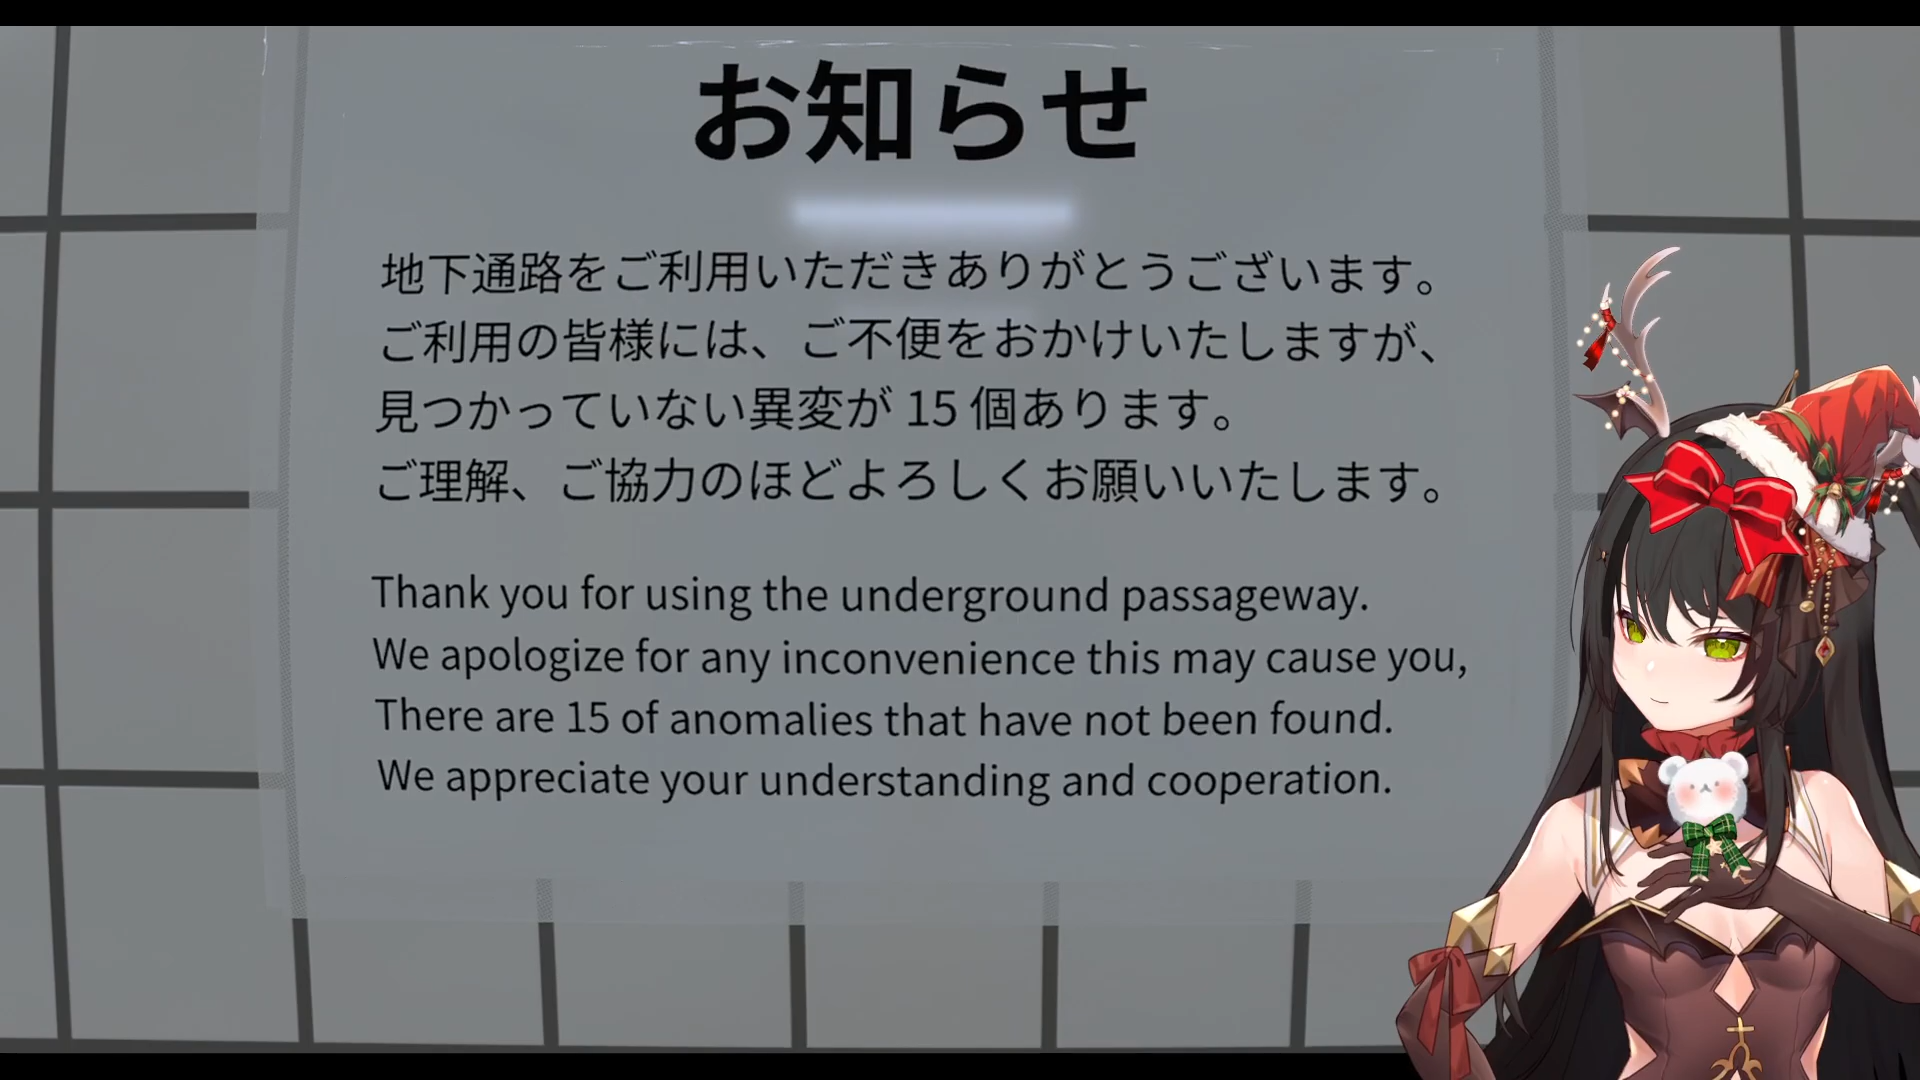 お知らせ
地下通路をご利用いただきありがとうございます。
ご利用の皆様には、ご不便をおかけいたしますが、
見つかっていない異変が 15 個あります。
ご理解、ご協力のほどよろしくお願いいたします。
Thank you for using the underground passageway.
We apologize for any inconvenience this may cause you,
There are 15 of anomalies that have not been found.
We appreciate your understanding and cooperation.